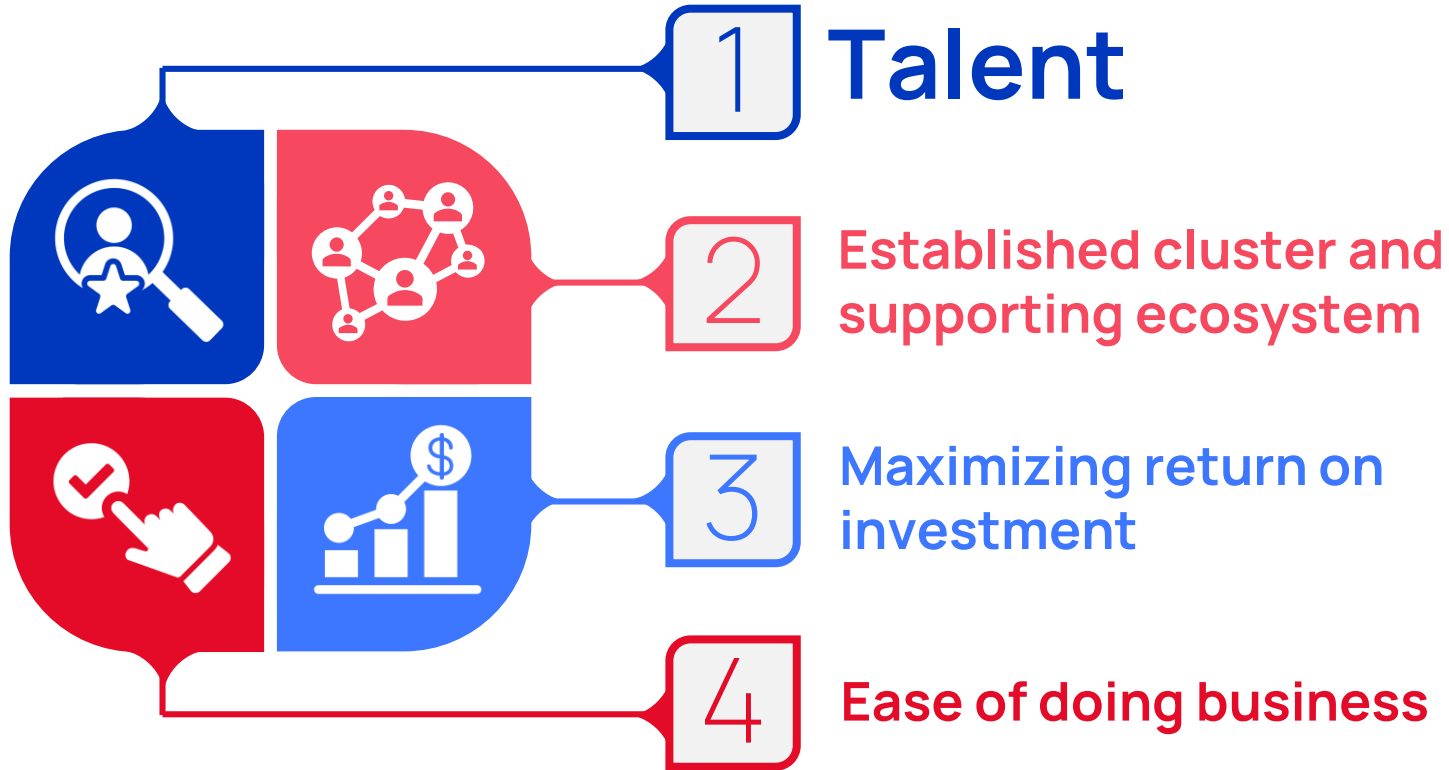 1 Talent
2 Established cluster and
supporting ecosystem
$
3 Maximizing return on
investment
4 Ease of doing business